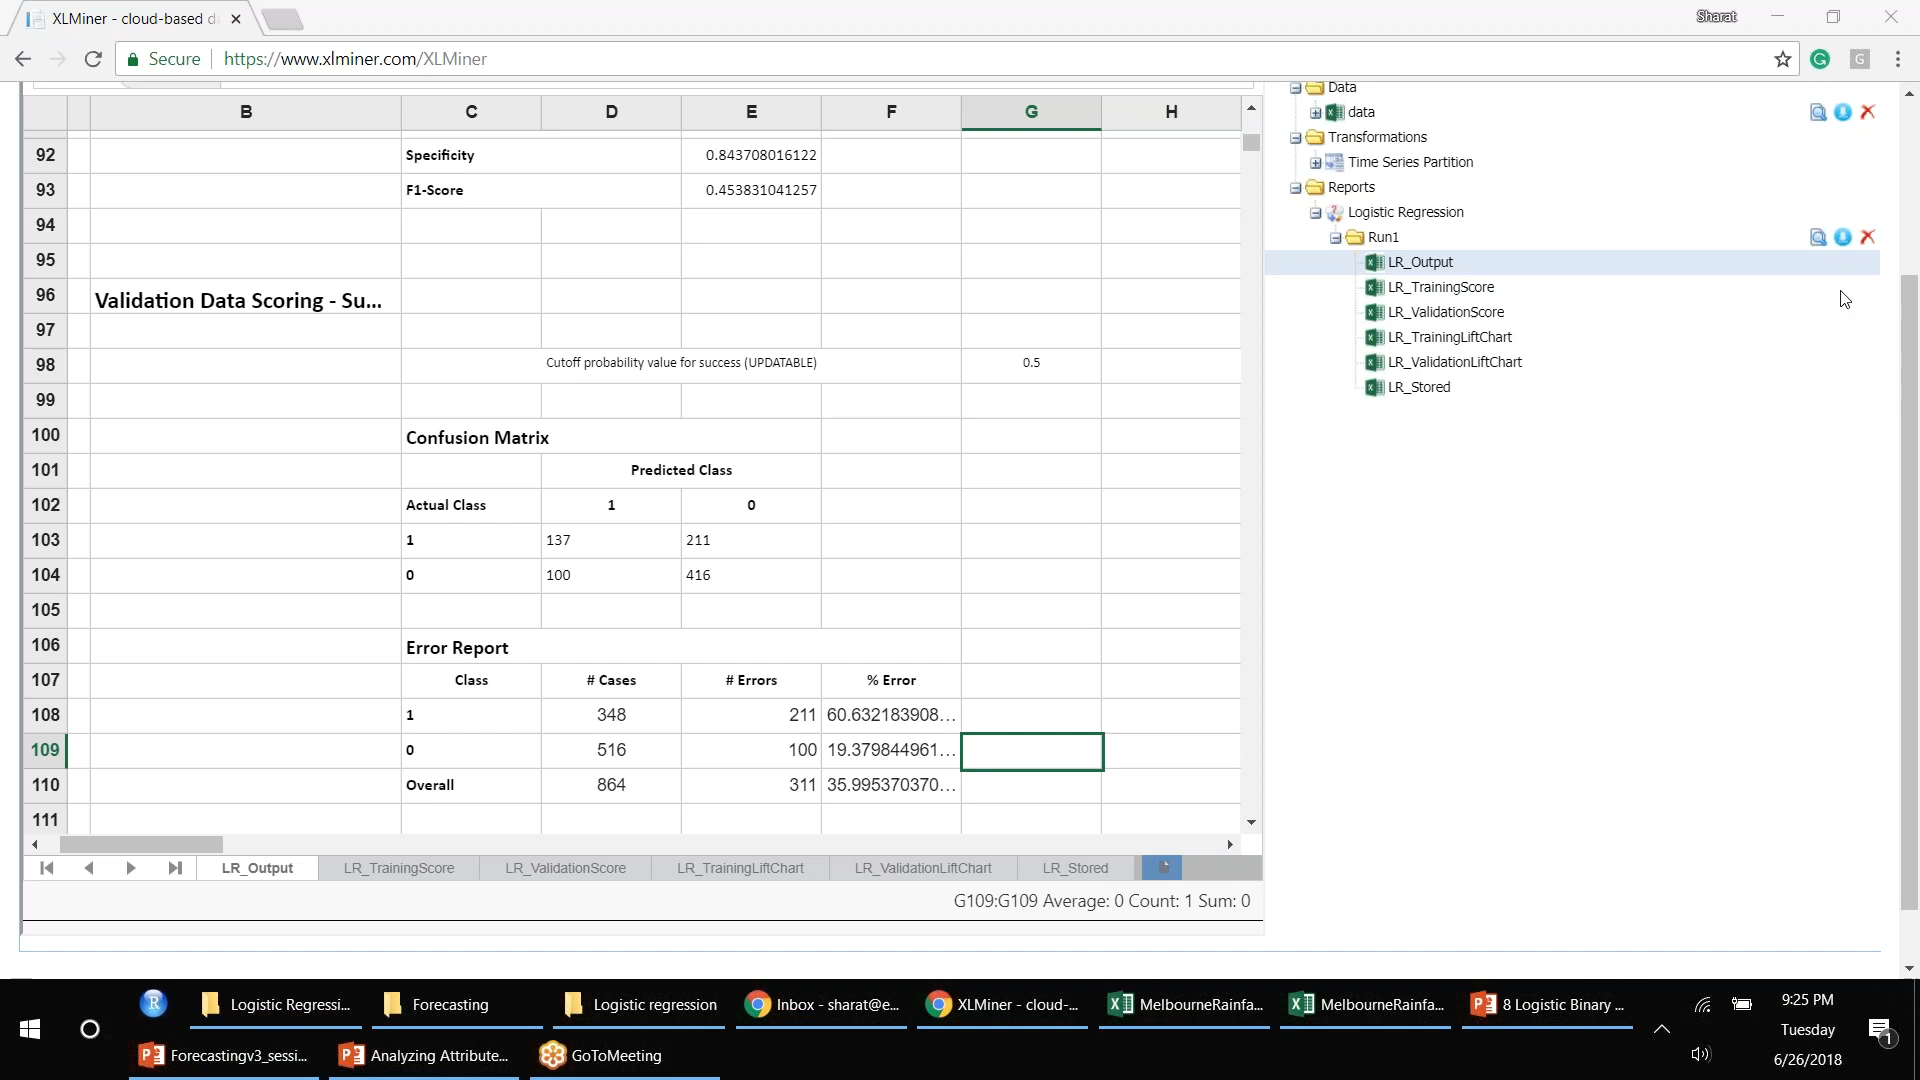 XLMiner - cloud-based d
Sharat
Secure
https://www.xlminer.com/XLMiner
B C D E F G H
92 Specificity 0.843708016122
93 F1-Score 0.453831041257
94
95
96 Validation Data Scoring - Su...
97
98 Cutoff probability value for success (UPDATABLE) 0.5
99
100 Confusion Matrix
101 Predicted Class
102 Actual Class 1 0
103 1 137 211
104 0 100 416
105
106 Error Report
107 Class # Cases # Errors % Error
108 1 348 211 60.632183908...
109 0 516 100 19.379844961...
110 Overall 864 311 35.995370370...
111
LR_Output LR_TrainingScore LR_ValidationScore LR_TrainingLiftChart LR_ValidationLiftChart LR_Stored
G109:G109 Average: 0 Count: 1 Sum: 0
Data
data
Transformations
Time Series Partition
Reports
Logistic Regression
Run1
LR_Output
LR_TrainingScore
LR_ValidationScore
LR_TrainingLiftChart
LR_ValidationLiftChart
LR_Stored
R Logistic Regressi... Forecasting Logistic regression Inbox - sharat@e... XLMiner - cloud-... MelbourneRainfa... MelbourneRainfa... 8 Logistic Binary ...
Forecastingv3_sessi... Analyzing Attribute... GoToMeeting
9:25 PM
Tuesday
6/26/2018
1